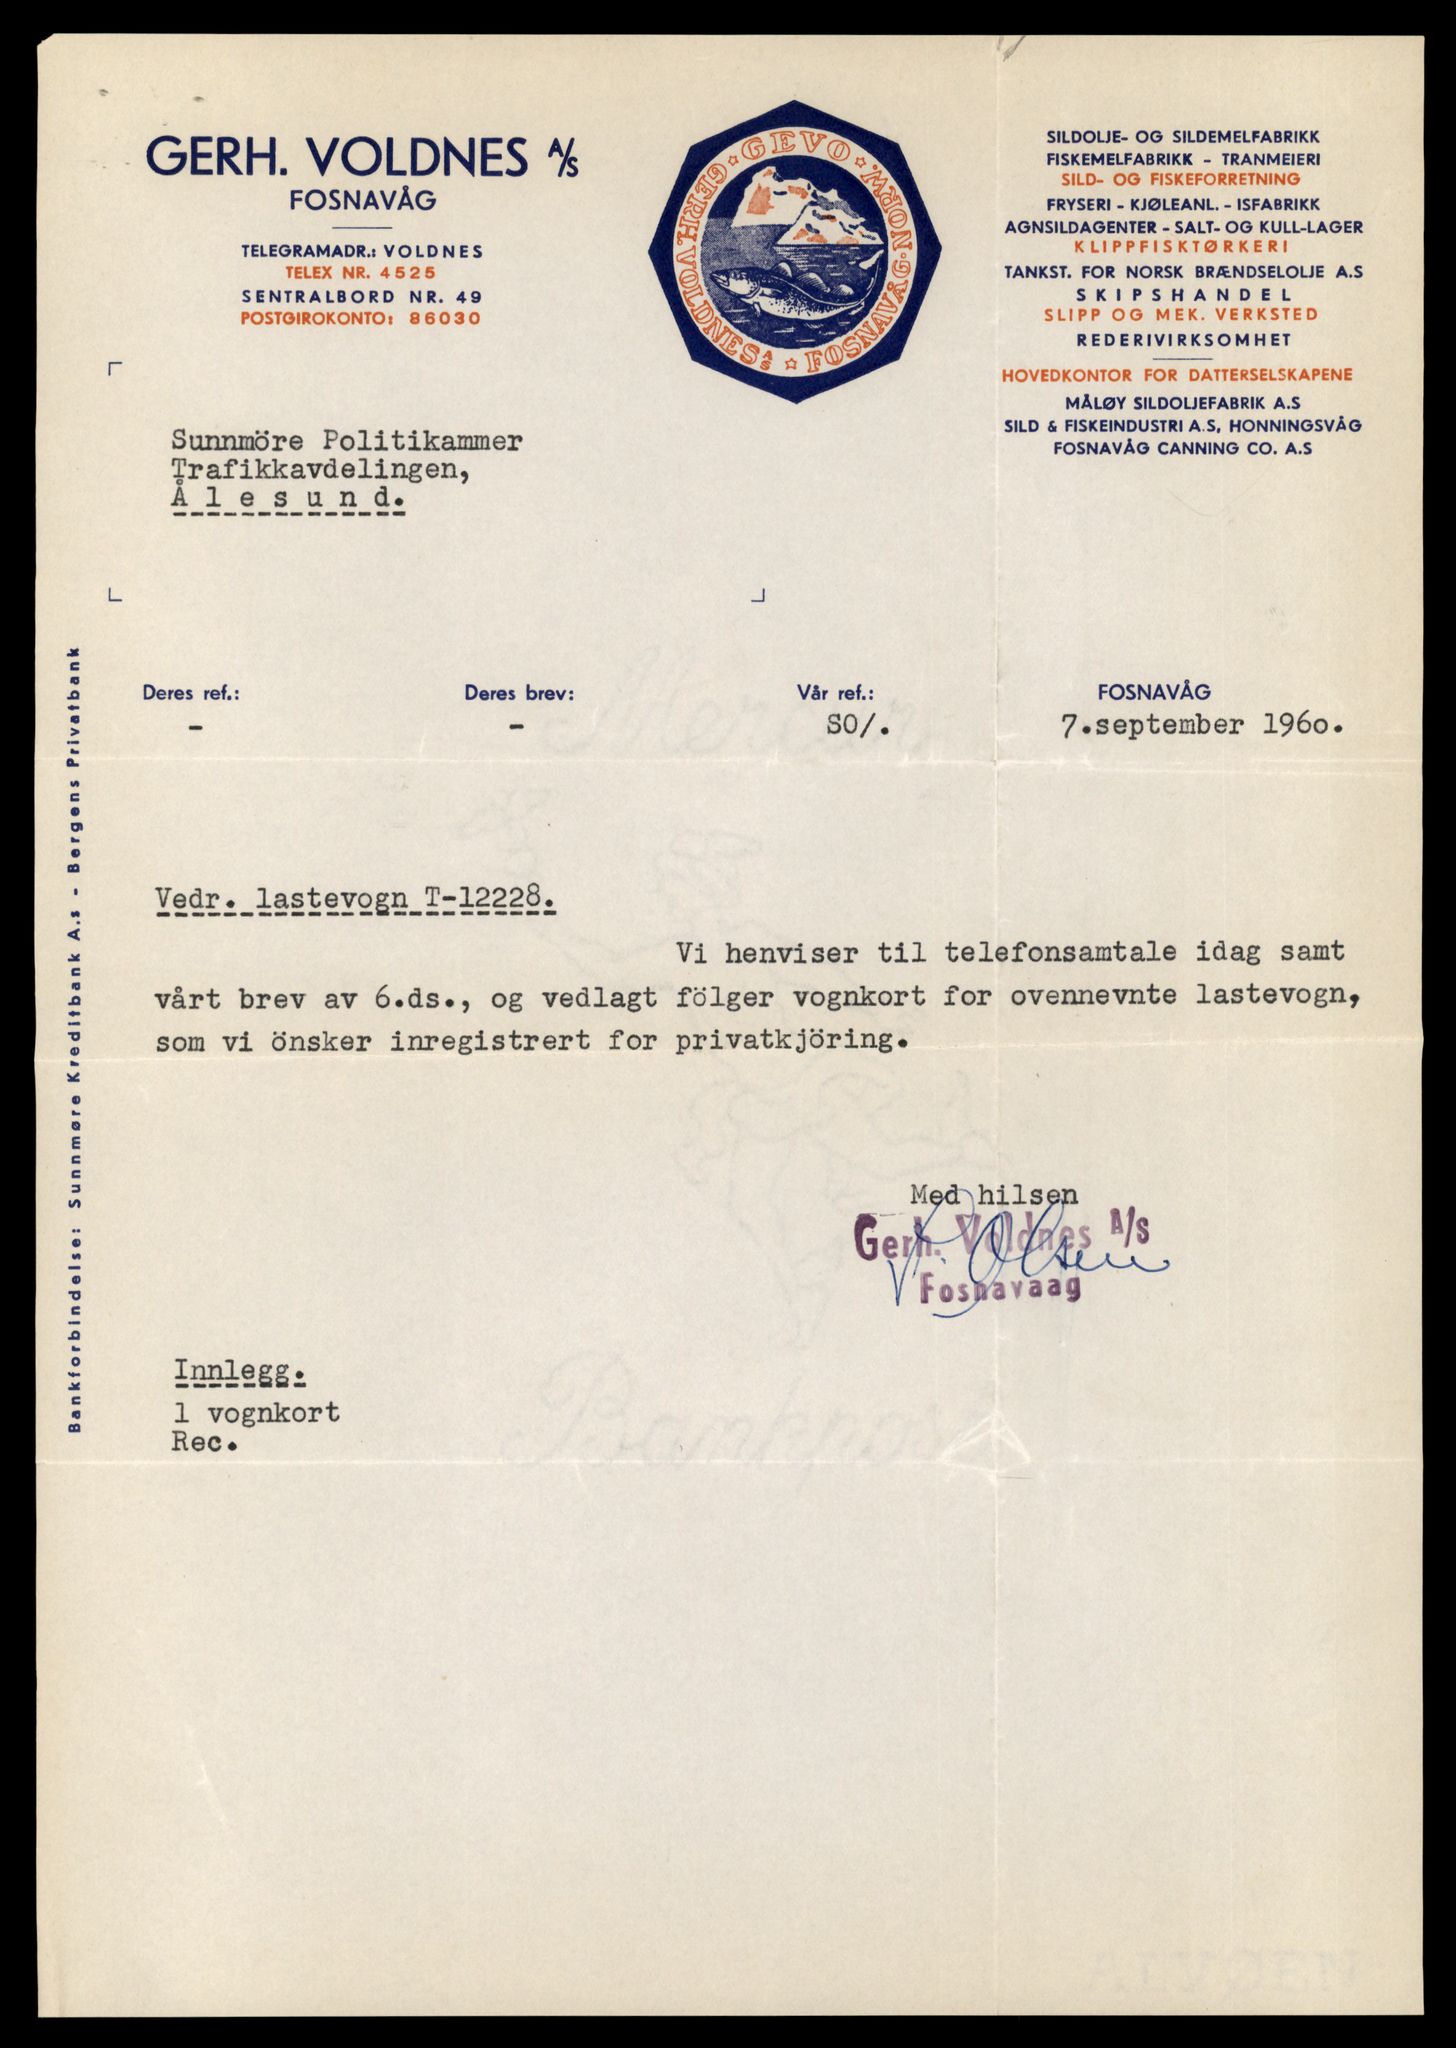 GERH. VOLDNES A/S
FOSNAVÅG
TELEGRAMADR.: VOLDNES
TELEX NR. 4525
SENTRALBORD NR. 49
POSTGIROKONTO: 86030
GEVO ☆ GERH. VOLDNES A/S ☆ FOSNAVÅG. NORW. ☆
SILDOLJE- OG SILDEMELFABRIKK
FISKEMELFABRIKK - TRANMEIERI
SILD- OG FISKEFORRETNING
FRYSERI - KJØLEANL. - ISFABRIKK
AGNSILDAGENTER - SALT- OG KULL-LAGER
KLIPPFISKTØRKERI
TANKST. FOR NORSK BRÆNDSELOLJE A.S
SKIPSHANDEL
SLIPP OG MEK. VERKSTED
REDERIVIRKSOMHET
HOVEDKONTOR FOR DATTERSELSKAPENE
MÅLØY SILDOLJEFABRIK A.S
SILD & FISKEINDUSTRI A.S, HONNINGSVÅG
FOSNAVÅG CANNING CO. A.S
Sunnmöre Politikammer
Trafikkavdelingen,
Ålesund.
Deres ref.: Deres brev: Vår ref.: FOSNAVÅG
- - SO/. 7.september 1960.
Vedr. lastevogn T-12228.
Vi henviser til telefonsamtale idag samt
vårt brev av 6.ds., og vedlagt fölger vognkort for ovennevnte lastevogn,
som vi önsker inregistrert for privatkjöring.
Med hilsen
Gerh. Voldnes A/S
Olsen
Fosnavaag
Innlegg.
1 vognkort
Rec.
Bankforbindelse: Sunnmøre Kreditbank A.s - Bergens Privatbank